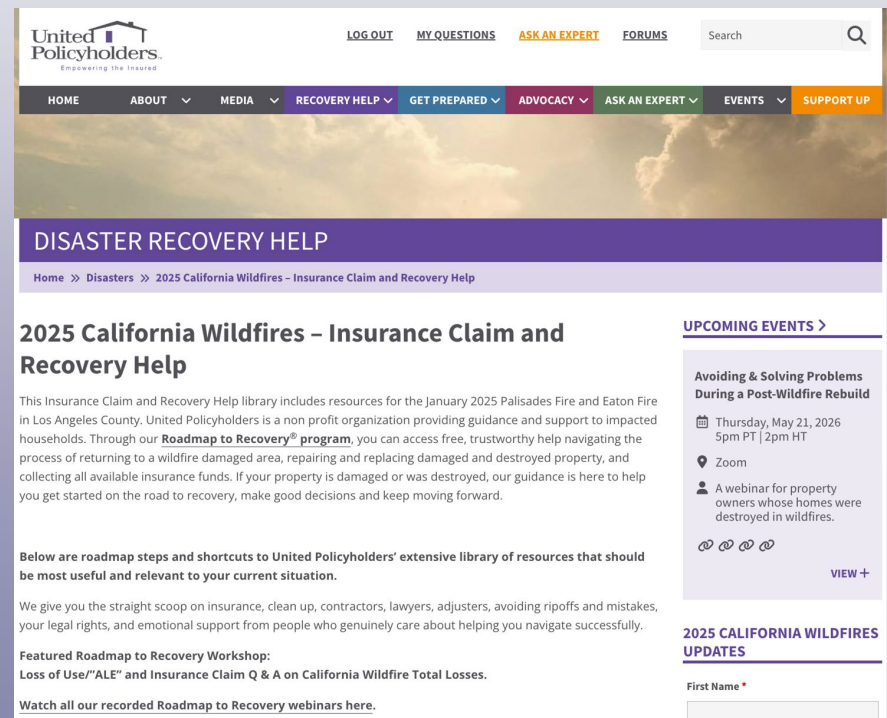 United
Policyholders™
Empowering the Insured
LOG OUT MY QUESTIONS ASK AN EXPERT FORUMS Search
HOME ABOUT MEDIA RECOVERY HELP GET PREPARED ADVOCACY ASK AN EXPERT EVENTS SUPPORT UP
DISASTER RECOVERY HELP
Home » Disasters » 2025 California Wildfires – Insurance Claim and Recovery Help
2025 California Wildfires – Insurance Claim and
Recovery Help
This Insurance Claim and Recovery Help library includes resources for the January 2025 Palisades Fire and Eaton Fire
in Los Angeles County. United Policyholders is a non profit organization providing guidance and support to impacted
households. Through our Roadmap to Recovery® program, you can access free, trustworthy help navigating the
process of returning to a wildfire damaged area, repairing and replacing damaged and destroyed property, and
collecting all available insurance funds. If your property is damaged or was destroyed, our guidance is here to help
you get started on the road to recovery, make good decisions and keep moving forward.
Below are roadmap steps and shortcuts to United Policyholders’ extensive library of resources that should
be most useful and relevant to your current situation.
We give you the straight scoop on insurance, clean up, contractors, lawyers, adjusters, avoiding ripoffs and mistakes,
your legal rights, and emotional support from people who genuinely care about helping you navigate successfully.
Featured Roadmap to Recovery Workshop:
Loss of Use/”ALE” and Insurance Claim Q & A on California Wildfire Total Losses.
Watch all our recorded Roadmap to Recovery webinars here.
UPCOMING EVENTS >
Avoiding & Solving Problems
During a Post-Wildfire Rebuild
Thursday, May 21, 2026
5pm PT | 2pm HT
Zoom
A webinar for property
owners whose homes were
destroyed in wildfires.
VIEW +
2025 CALIFORNIA WILDFIRES
UPDATES
First Name *